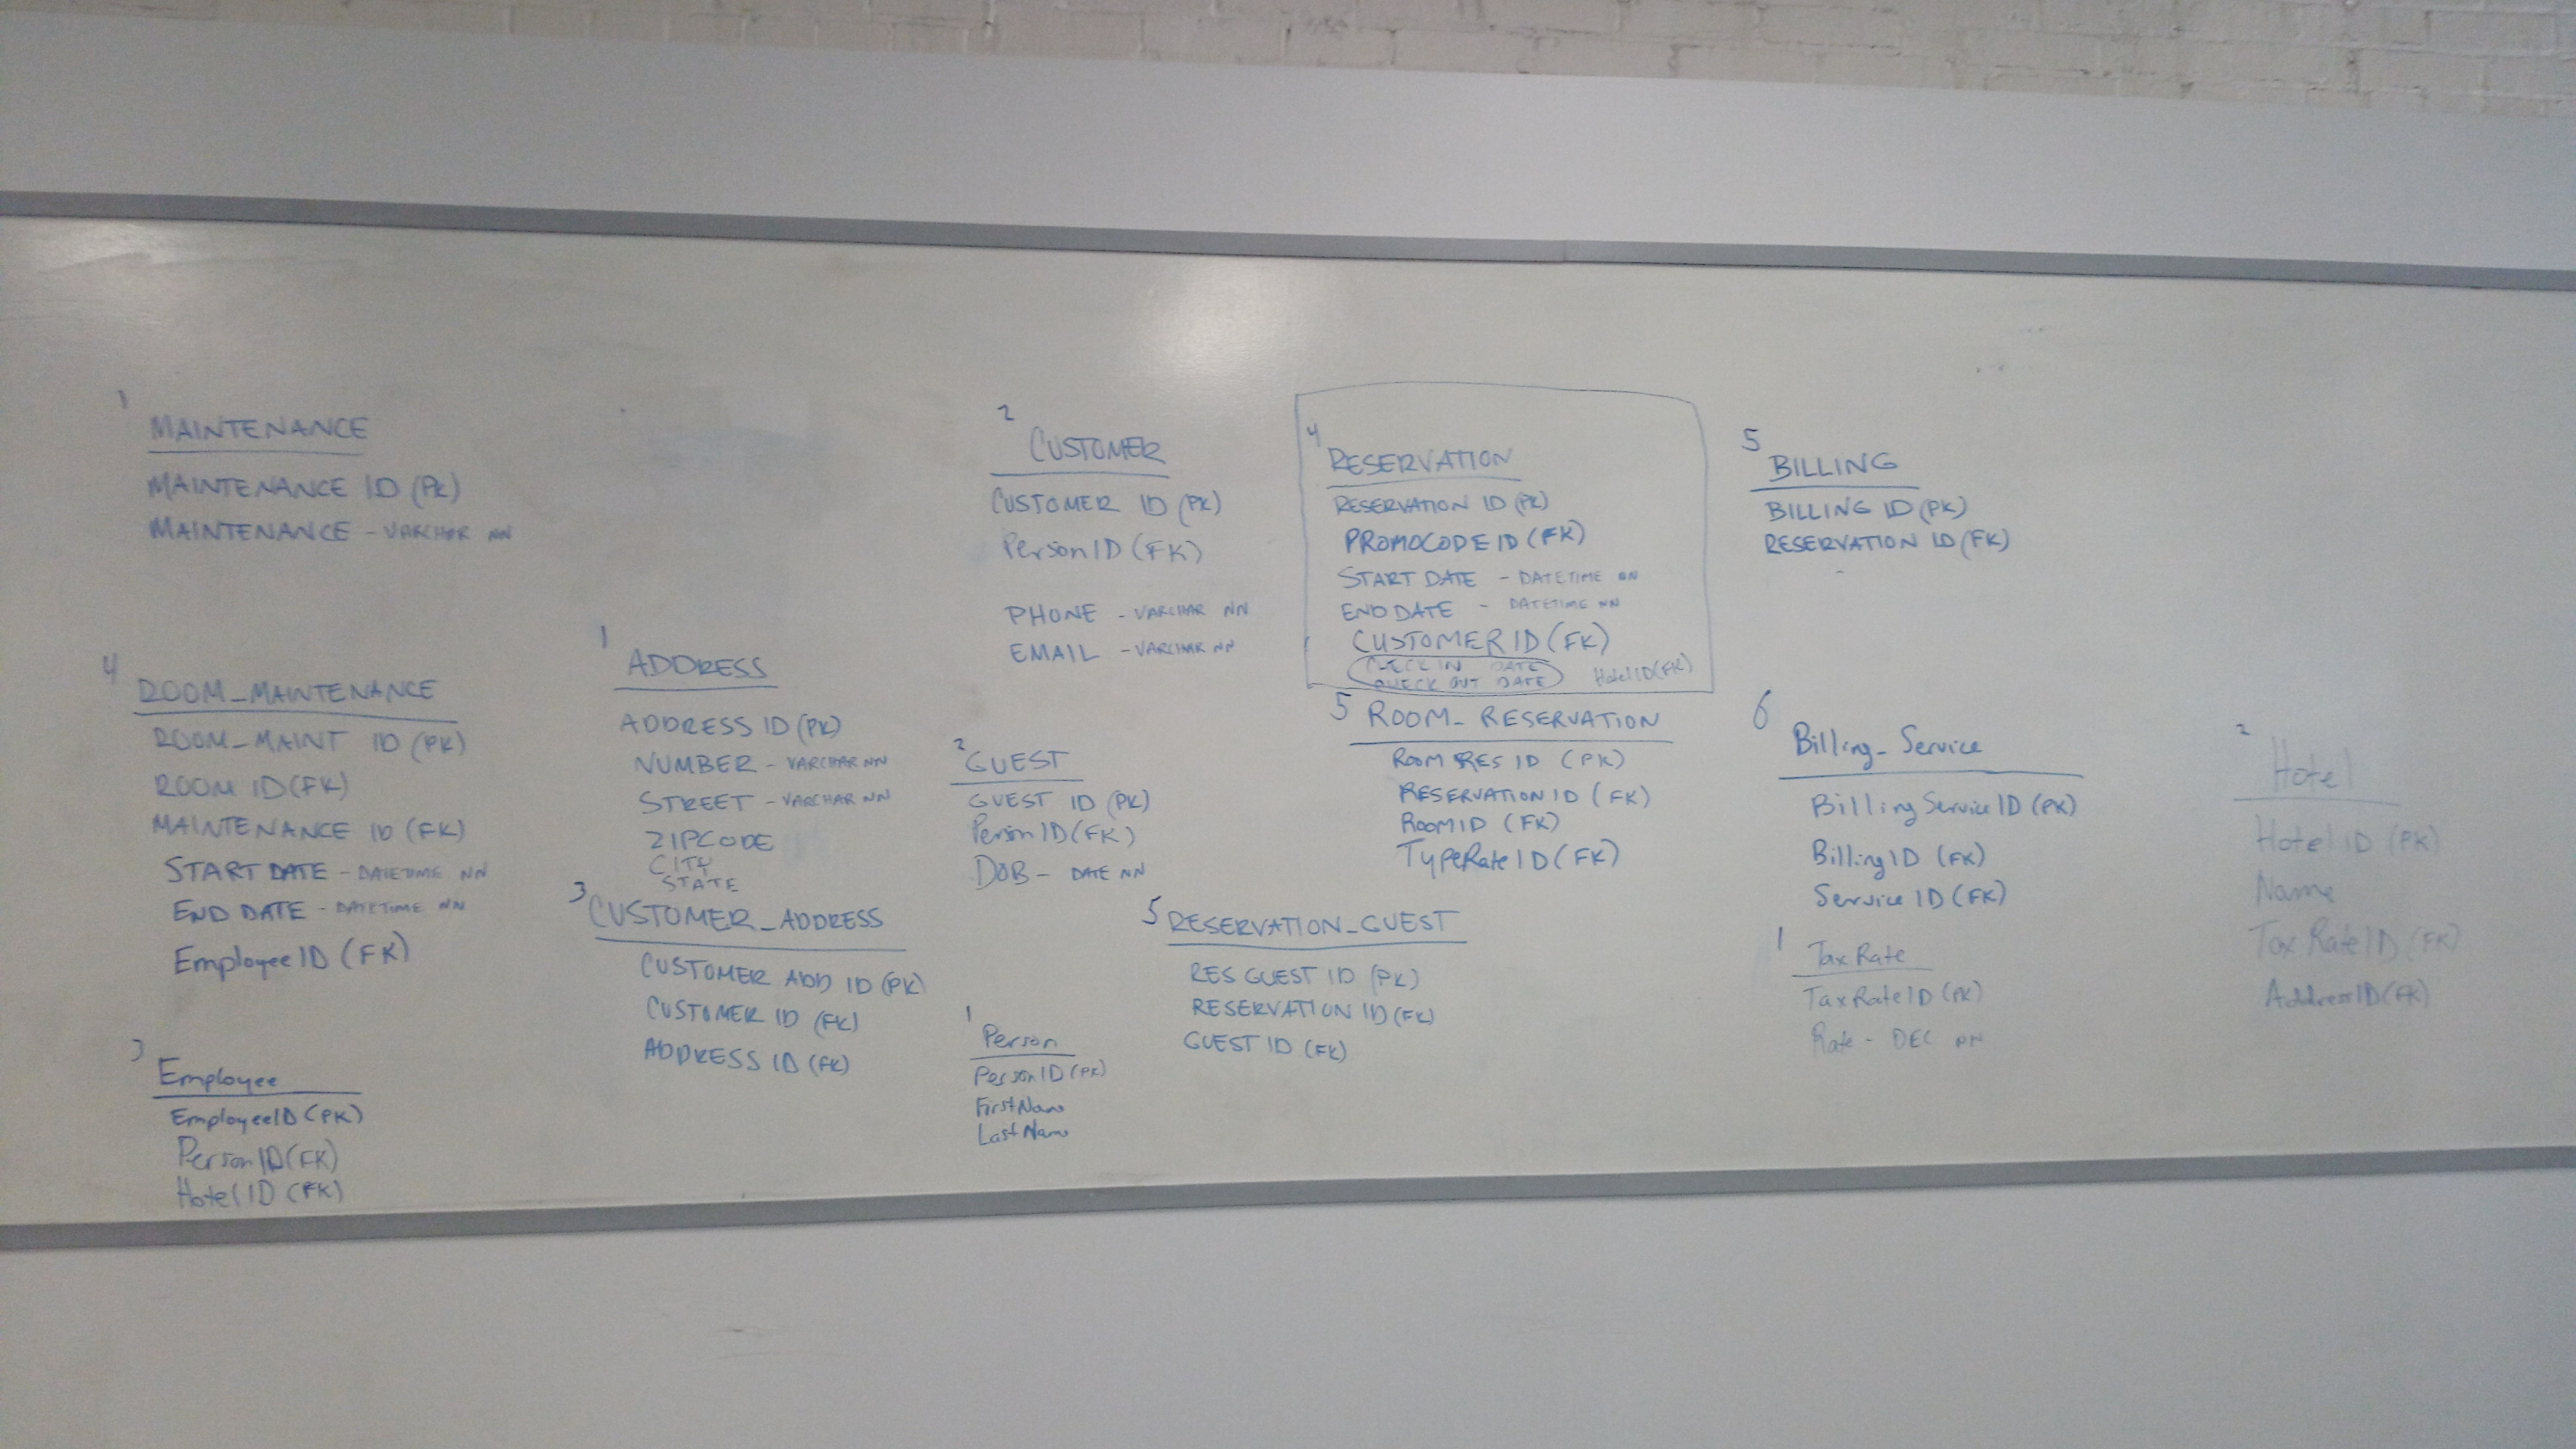 1
MAINTENANCE
MAINTENANCE ID (PK)
MAINTENANCE - VARCHAR NN
4
ROOM_MAINTENANCE
ROOM_MAINT ID (PK)
ROOM ID (FK)
MAINTENANCE ID (FK)
START DATE - DATETIME NN
END DATE - DATETIME NN
EmployeeID (FK)
3
Employee
EmployeeID (PK)
PersonID (FK)
HotelID (FK)
1
ADDRESS
ADDRESS ID (PK)
NUMBER - VARCHAR NN
STREET - VARCHAR NN
ZIPCODE
CITY
STATE
3
CUSTOMER_ADDRESS
CUSTOMER ADD ID (PK)
CUSTOMER ID (FK)
ADDRESS ID (FK)
2
CUSTOMER
CUSTOMER ID (PK)
PersonID (FK)
PHONE - VARCHAR NN
EMAIL - VARCHAR NN
2
GUEST
GUEST ID (PK)
PersonID (FK)
DOB - DATE NN
1
Person
PersonID (PK)
FirstName
LastName
4
RESERVATION
RESERVATION ID (PK)
PROMOCODE ID (FK)
START DATE - DATETIME NN
END DATE - DATETIME NN
CUSTOMER ID (FK)
CHECK IN DATE
CHECK OUT DATE HotelID (FK)
5
ROOM_RESERVATION
ROOM RES ID (PK)
RESERVATION ID (FK)
ROOM ID (FK)
TypeRateID (FK)
5
RESERVATION_GUEST
RES GUEST ID (PK)
RESERVATION ID (FK)
GUEST ID (FK)
5
BILLING
BILLING ID (PK)
RESERVATION ID (FK)
6
Billing_Service
BillingServiceID (PK)
BillingID (FK)
ServiceID (FK)
1
TaxRate
TaxRateID (PK)
Rate - DEC NN
2
Hotel
HotelID (PK)
Name
TaxRateID (FK)
AddressID (FK)